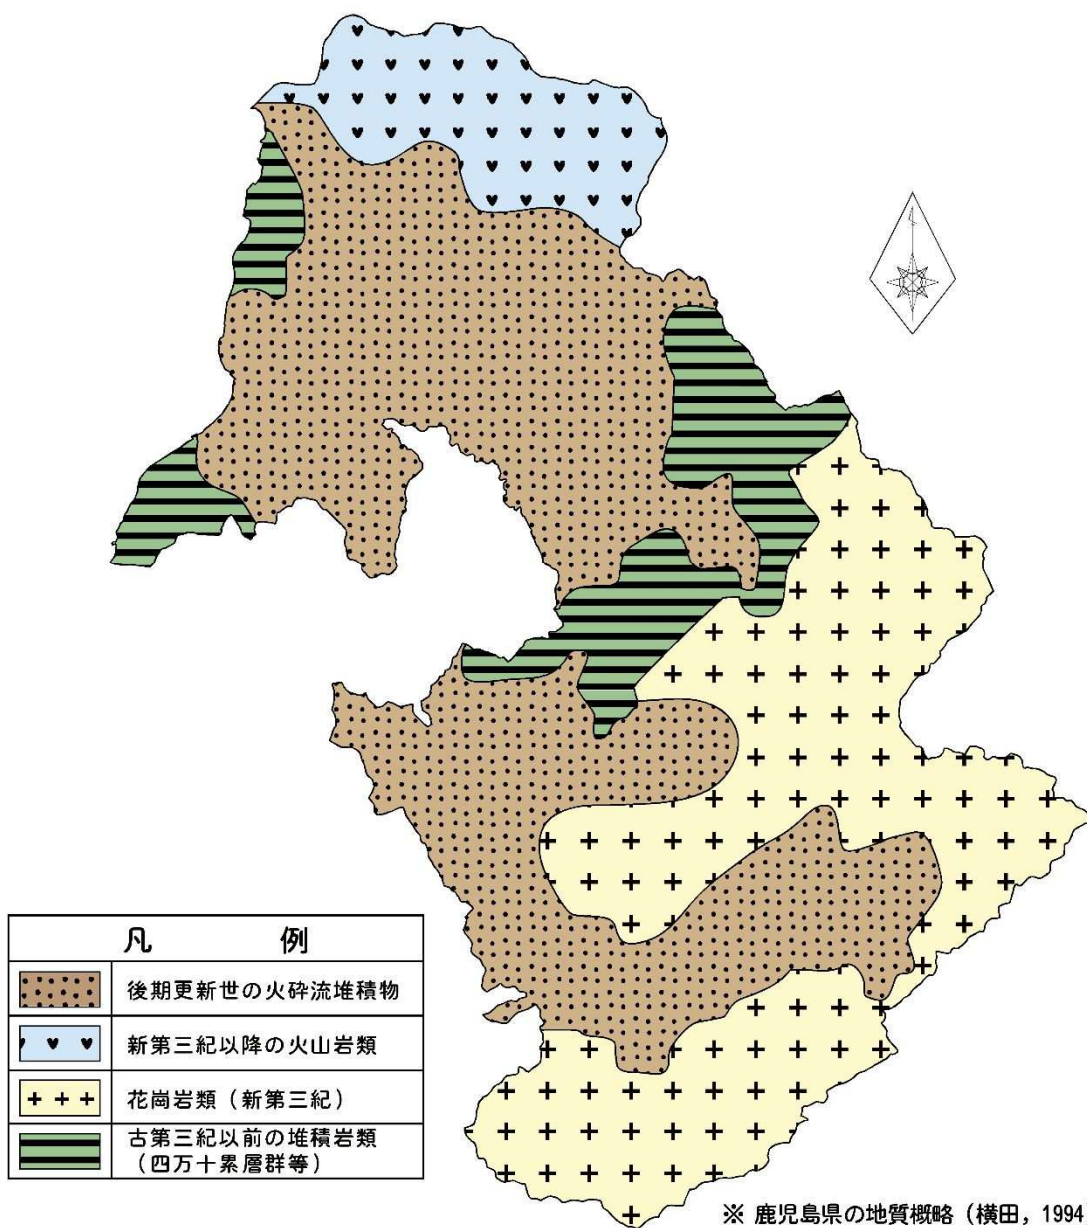 凡　　例
後期更新世の火砕流堆積物
新第三紀以降の火山岩類
花崗岩類（新第三紀）
古第三紀以前の堆積岩類
（四万十累層群等）
※ 鹿児島県の地質概略（横田，1994